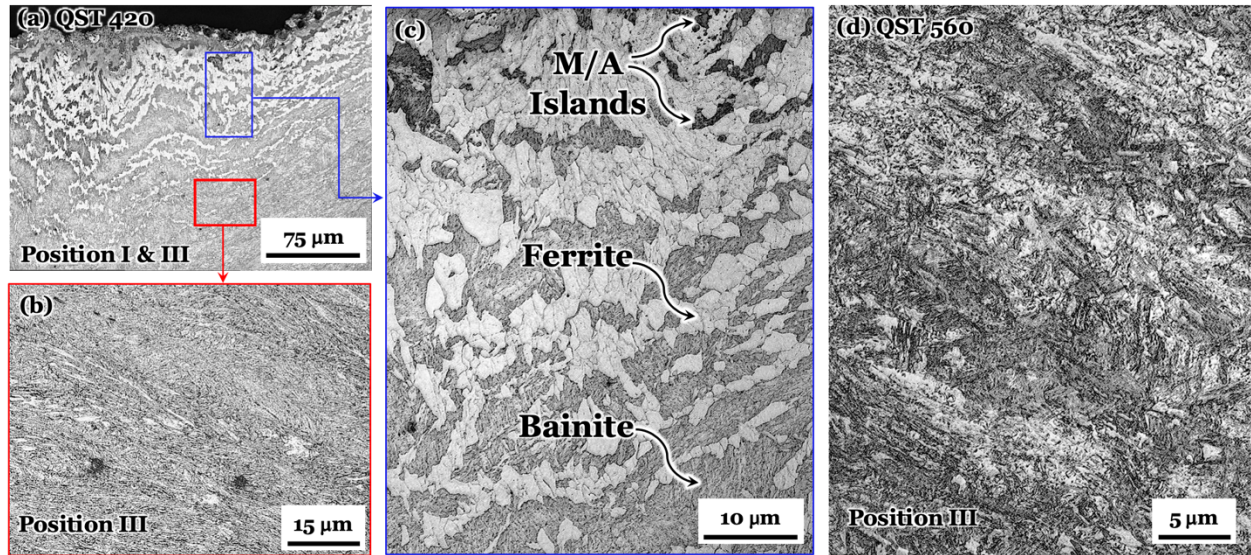 (a) QST 420
Position I & III
75 μm
(b)
Position III
15 μm
(c)
M/A
Islands
Ferrite
Bainite
10 μm
(d) QST 560
Position III
5 μm